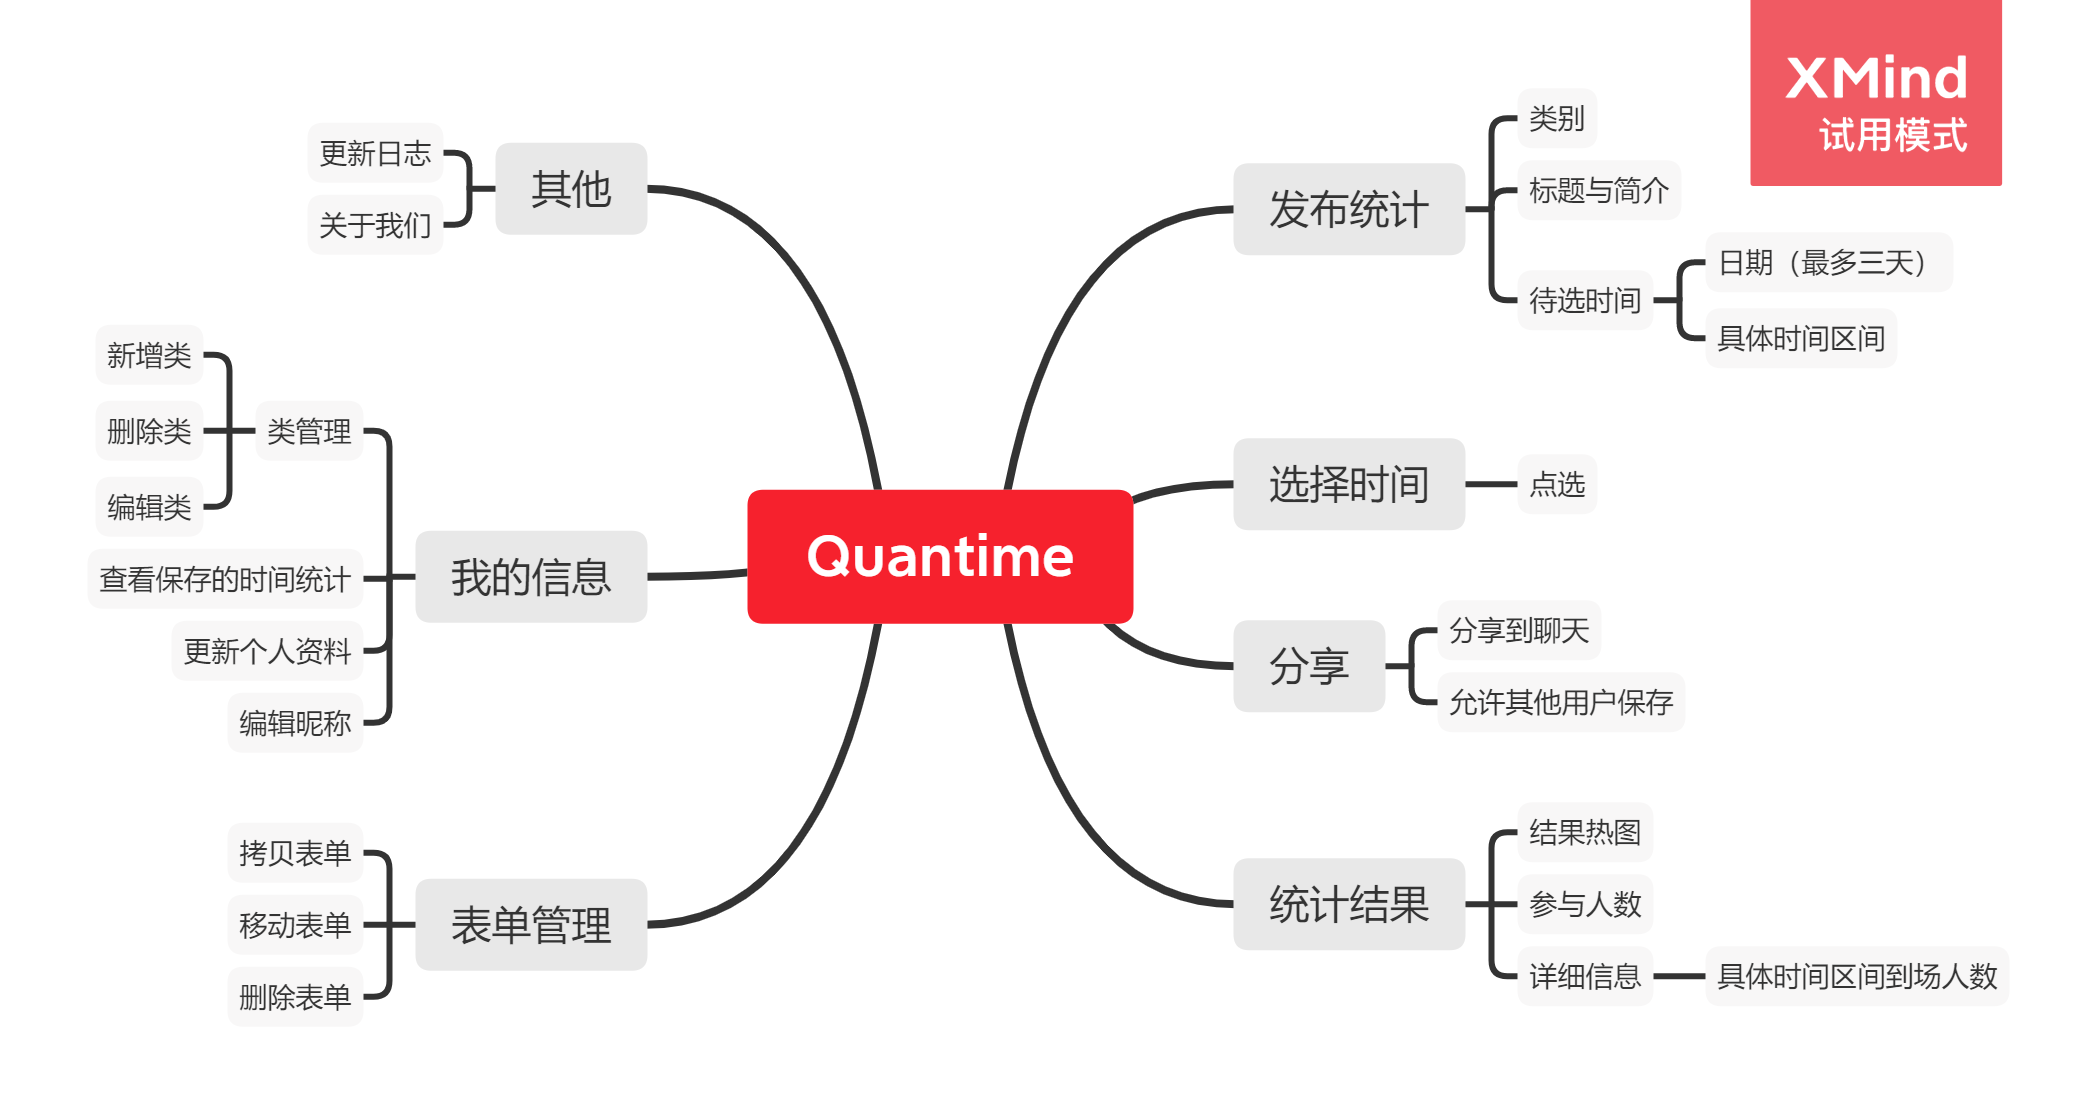 Quantime
发布统计
类别
标题与简介
待选时间
日期（最多三天）
具体时间区间
选择时间
点选
分享
分享到聊天
允许其他用户保存
统计结果
结果热图
参与人数
详细信息
具体时间区间到场人数
其他
更新日志
关于我们
我的信息
类管理
新增类
删除类
编辑类
查看保存的时间统计
更新个人资料
编辑昵称
表单管理
拷贝表单
移动表单
删除表单
XMind
试用模式